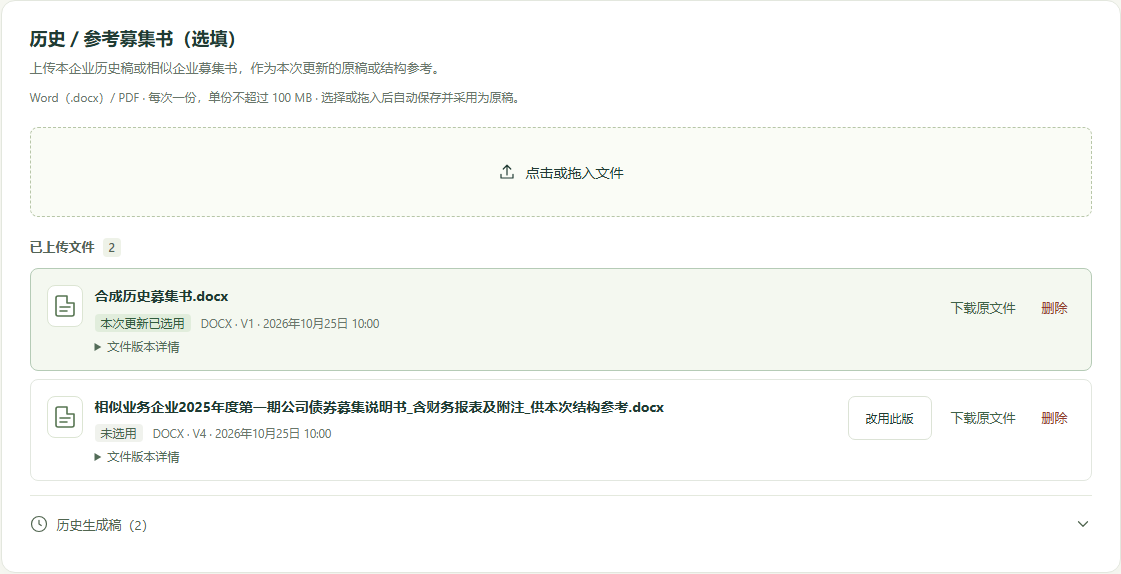 历史 / 参考募集书（选填）
上传本企业历史稿或相似企业募集书，作为本次更新的原稿或结构参考。
Word（.docx）/ PDF · 每次一份，单份不超过 100 MB · 选择或拖入后自动保存并采用为原稿。
点击或拖入文件
已上传文件 2
合成历史募集书.docx
本次更新已选用 DOCX · V1 · 2026年10月25日 10:00
文件版本详情
下载原文件 删除
相似业务企业2025年度第一期公司债券募集说明书_含财务报表及附注_供本次结构参考.docx
未选用 DOCX · V4 · 2026年10月25日 10:00
文件版本详情
改用此版 下载原文件 删除
历史生成稿（2）